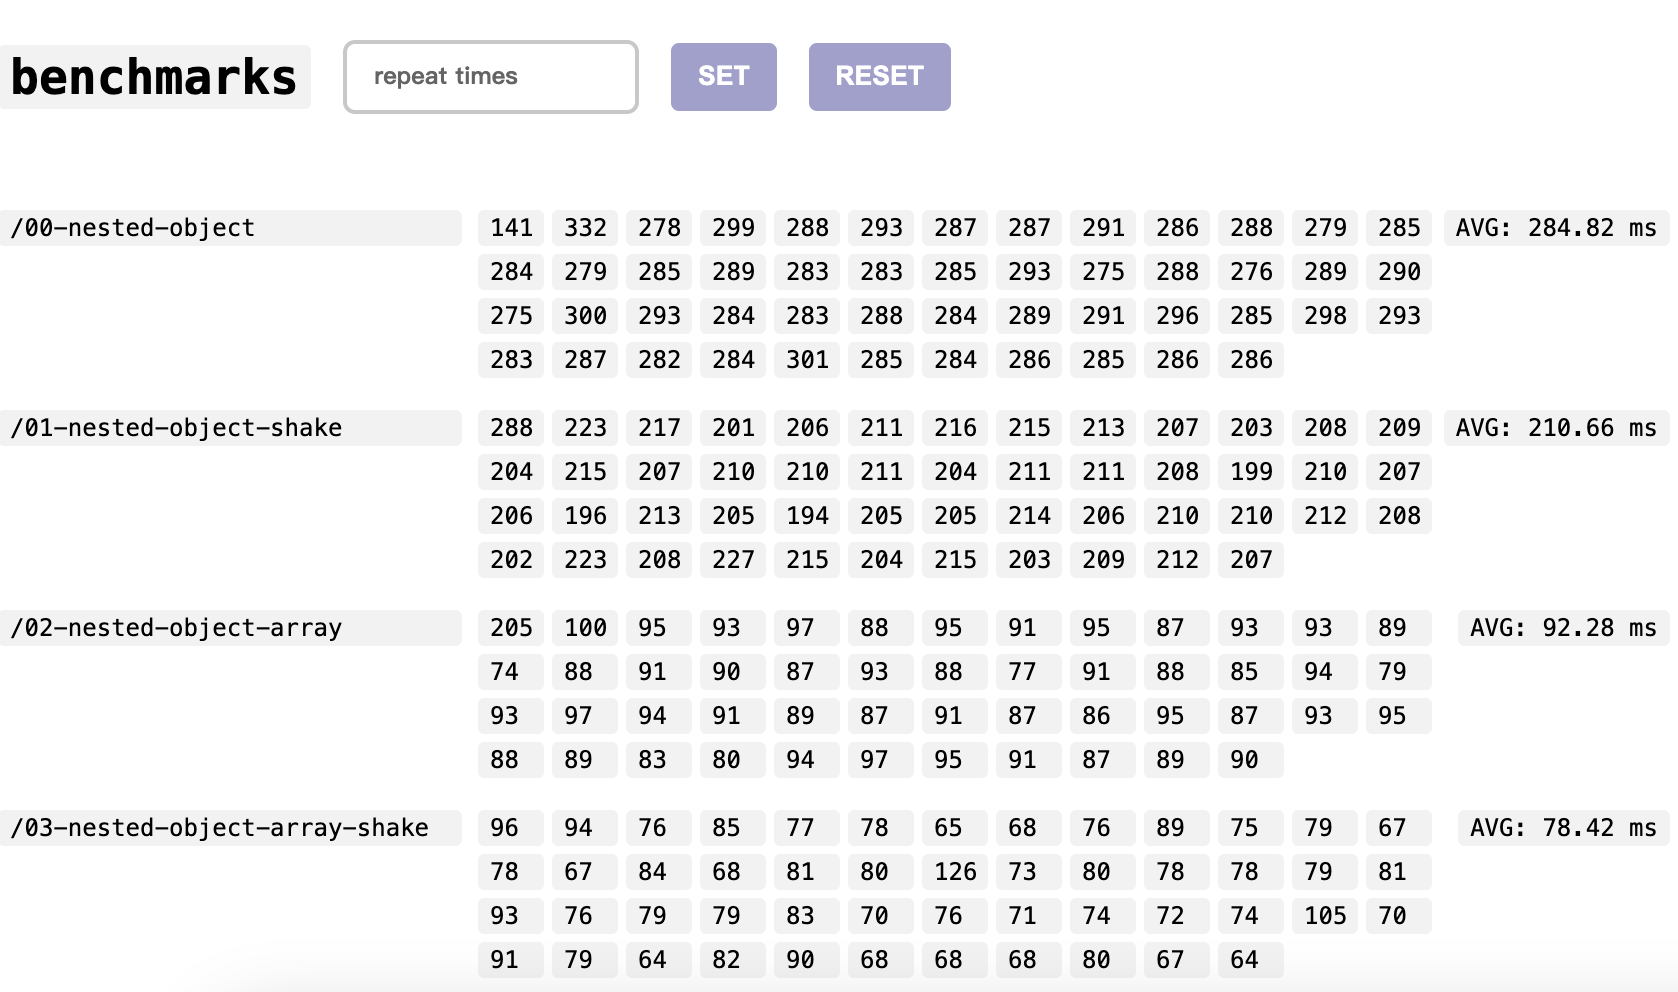 benchmarks repeat times SET RESET
/00-nested-object 141 332 278 299 288 293 287 287 291 286 288 279 285 AVG: 284.82 ms
284 279 285 289 283 283 285 293 275 288 276 289 290
275 300 293 284 283 288 284 289 291 296 285 298 293
283 287 282 284 301 285 284 286 285 286 286
/01-nested-object-shake 288 223 217 201 206 211 216 215 213 207 203 208 209 AVG: 210.66 ms
204 215 207 210 210 211 204 211 211 208 199 210 207
206 196 213 205 194 205 205 214 206 210 210 212 208
202 223 208 227 215 204 215 203 209 212 207
/02-nested-object-array 205 100 95 93 97 88 95 91 95 87 93 93 89 AVG: 92.28 ms
74 88 91 90 87 93 88 77 91 88 85 94 79
93 97 94 91 89 87 91 87 86 95 87 93 95
88 89 83 80 94 97 95 91 87 89 90
/03-nested-object-array-shake 96 94 76 85 77 78 65 68 76 89 75 79 67 AVG: 78.42 ms
78 67 84 68 81 80 126 73 80 78 78 79 81
93 76 79 79 83 70 76 71 74 72 74 105 70
91 79 64 82 90 68 68 68 80 67 64